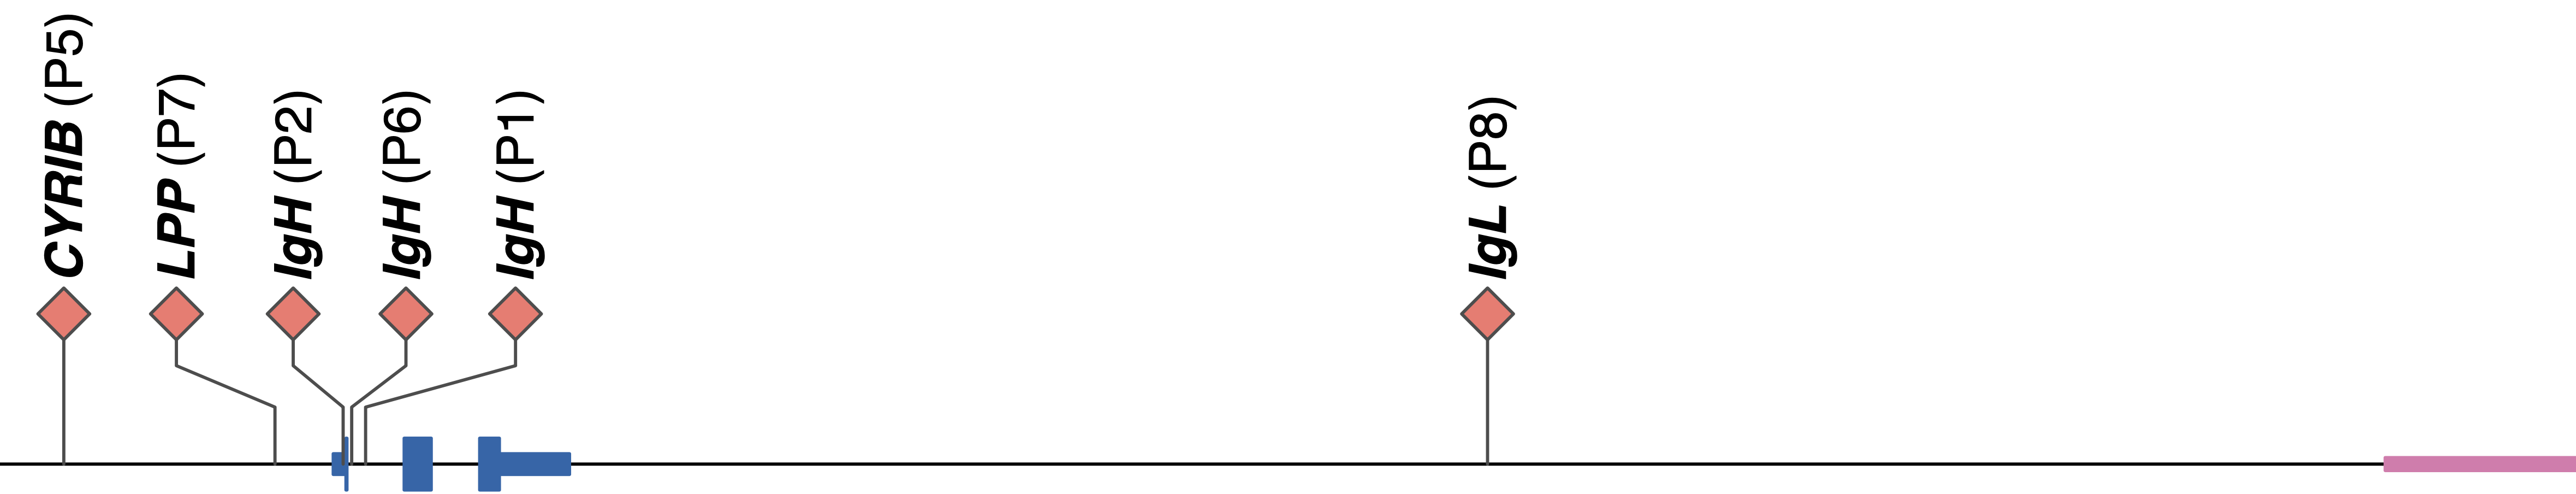 CYRIB (P5)
LPP (P7)
IgH (P2)
IgH (P6)
IgH (P1)
IgL (P8)